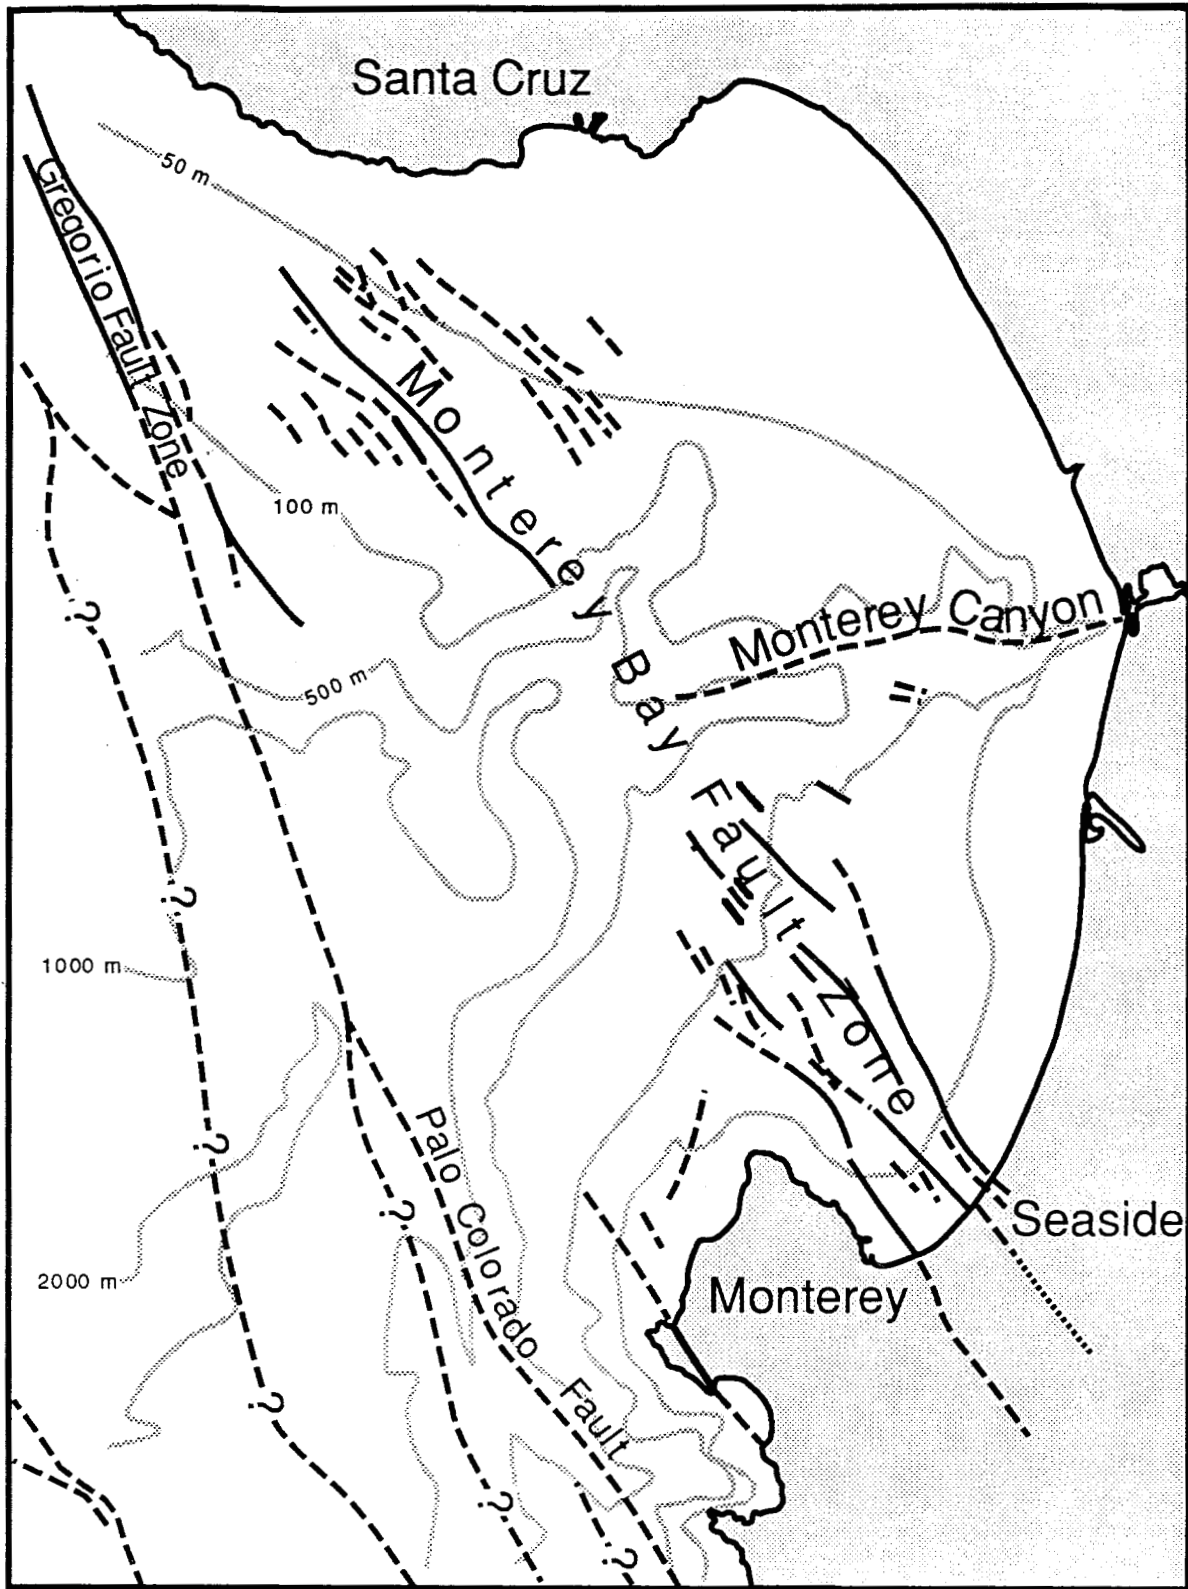 Santa Cruz
50 m
Gregorio Fault Zone
100 m
Monterey Bay Fault Zone
Monterey Canyon
?
500 m
?
1000 m
?
Palo Colorado Fault
?
Seaside
2000 m
Monterey
?
?
?